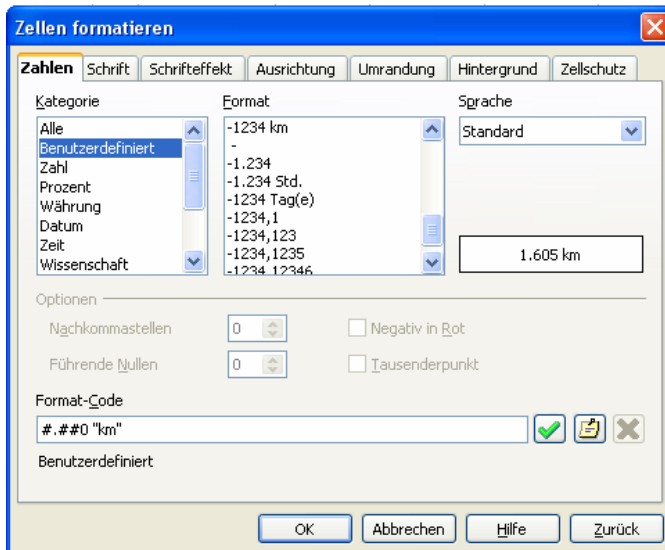 Zellen formatieren
Zahlen Schrift Schrifteffekt Ausrichtung Umrandung Hintergrund Zellschutz
Kategorie
Alle
Benutzerdefiniert
Zahl
Prozent
Währung
Datum
Zeit
Wissenschaft
Format
-1234 km
-
-1.234
-1.234 Std.
-1234 Tag(e)
-1234,1
-1234,123
-1234,1235
-1234,12346
Sprache
Standard
1.605 km
Optionen
Nachkommastellen 0 Negativ in Rot
Führende Nullen 0 Tausenderpunkt
Format-Code
#.##0 "km"
Benutzerdefiniert
OK Abbrechen Hilfe Zurück